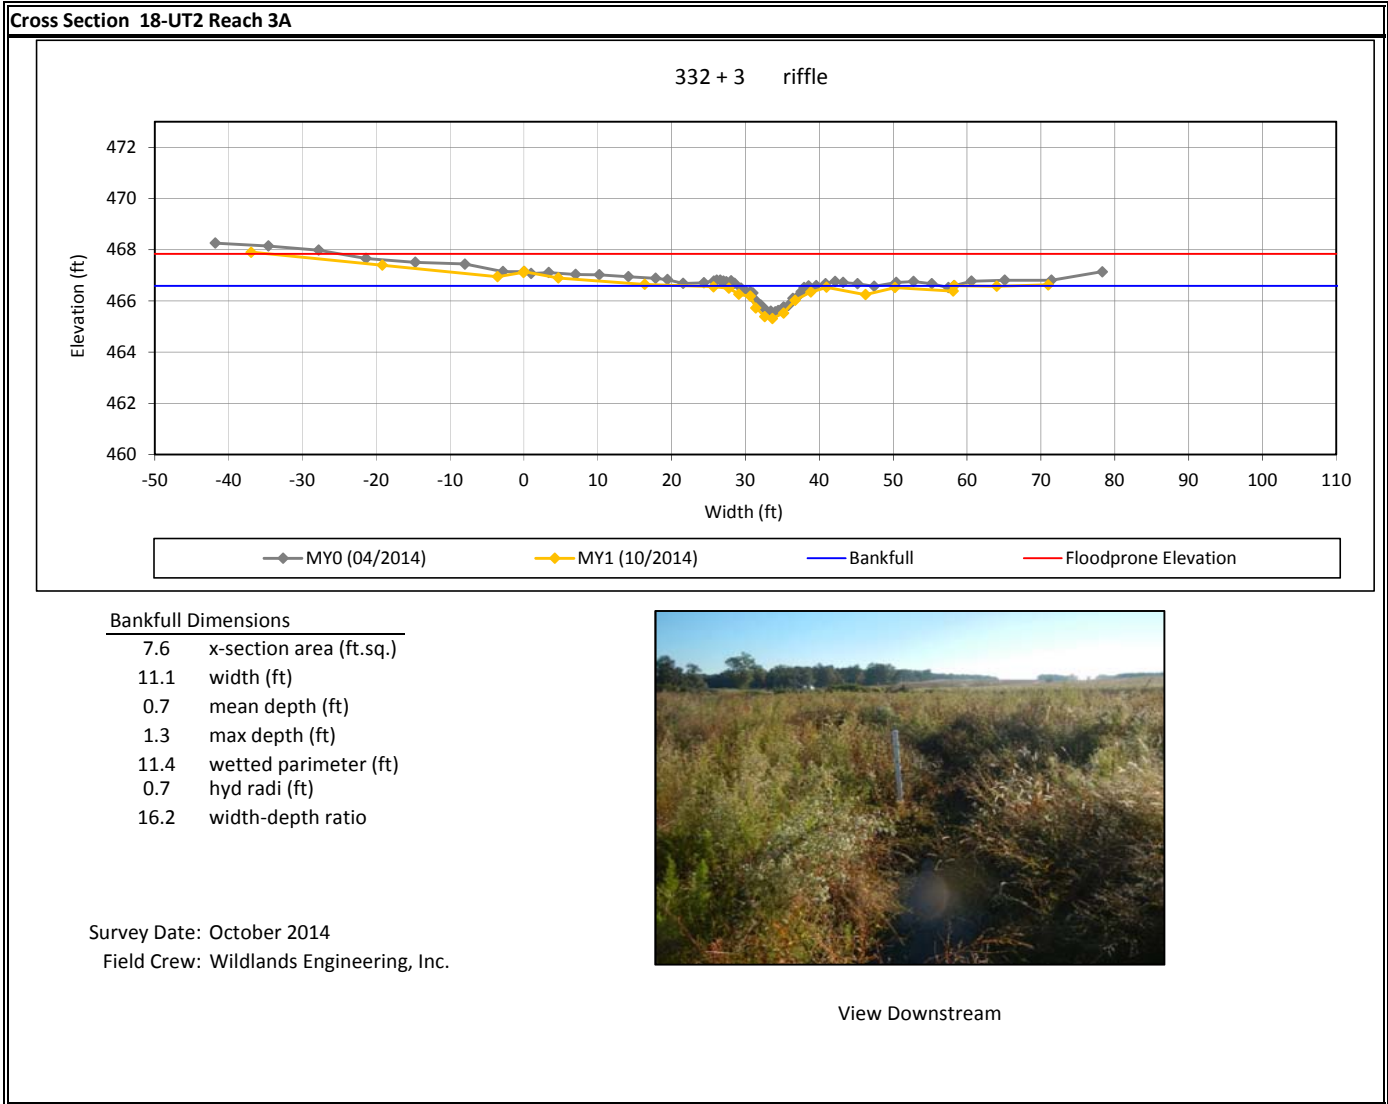 Cross Section 18-UT2 Reach 3A
332 + 3 riffle
472
470
468
466
464
462
460
Elevation (ft)
-50 -40 -30 -20 -10 0 10 20 30 40 50 60 70 80 90 100 110
Width (ft)
MY0 (04/2014) MY1 (10/2014) Bankfull Floodprone Elevation
Bankfull Dimensions
7.6 x-section area (ft.sq.)
11.1 width (ft)
0.7 mean depth (ft)
1.3 max depth (ft)
11.4 wetted parimeter (ft)
0.7 hyd radi (ft)
16.2 width-depth ratio
Survey Date: October 2014
Field Crew: Wildlands Engineering, Inc.
View Downstream